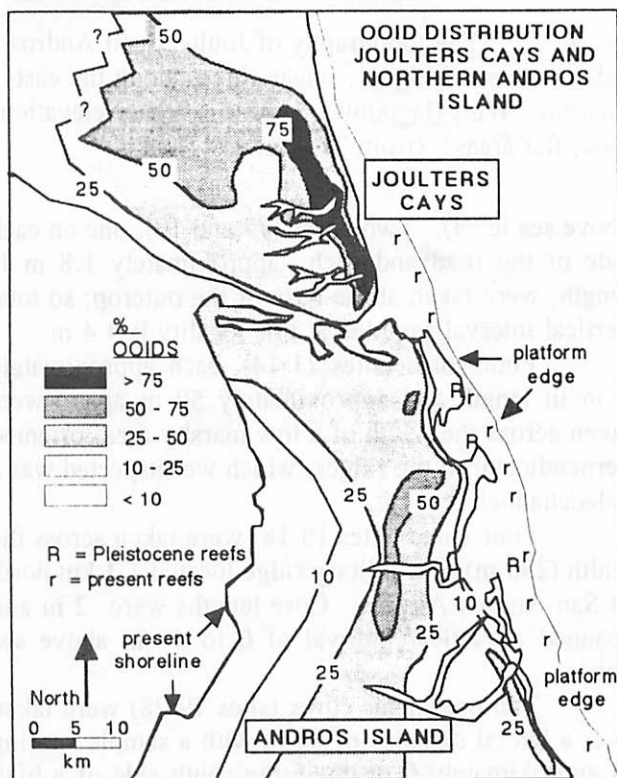 OOID DISTRIBUTION
JOULTERS CAYS AND
NORTHERN ANDROS
ISLAND
?
50
?
75
50
25
JOULTERS
CAYS
r
r
r
r
%
OOIDS
> 75
50 - 75
25 - 50
10 - 25
< 10
platform
edge
R
r
r
R
r
25
50
r
R = Pleistocene reefs
r = present reefs
10
R
r
10
r
present
shoreline
25
r
North
25
platform
edge
0 5 10
km
ANDROS ISLAND
25
r